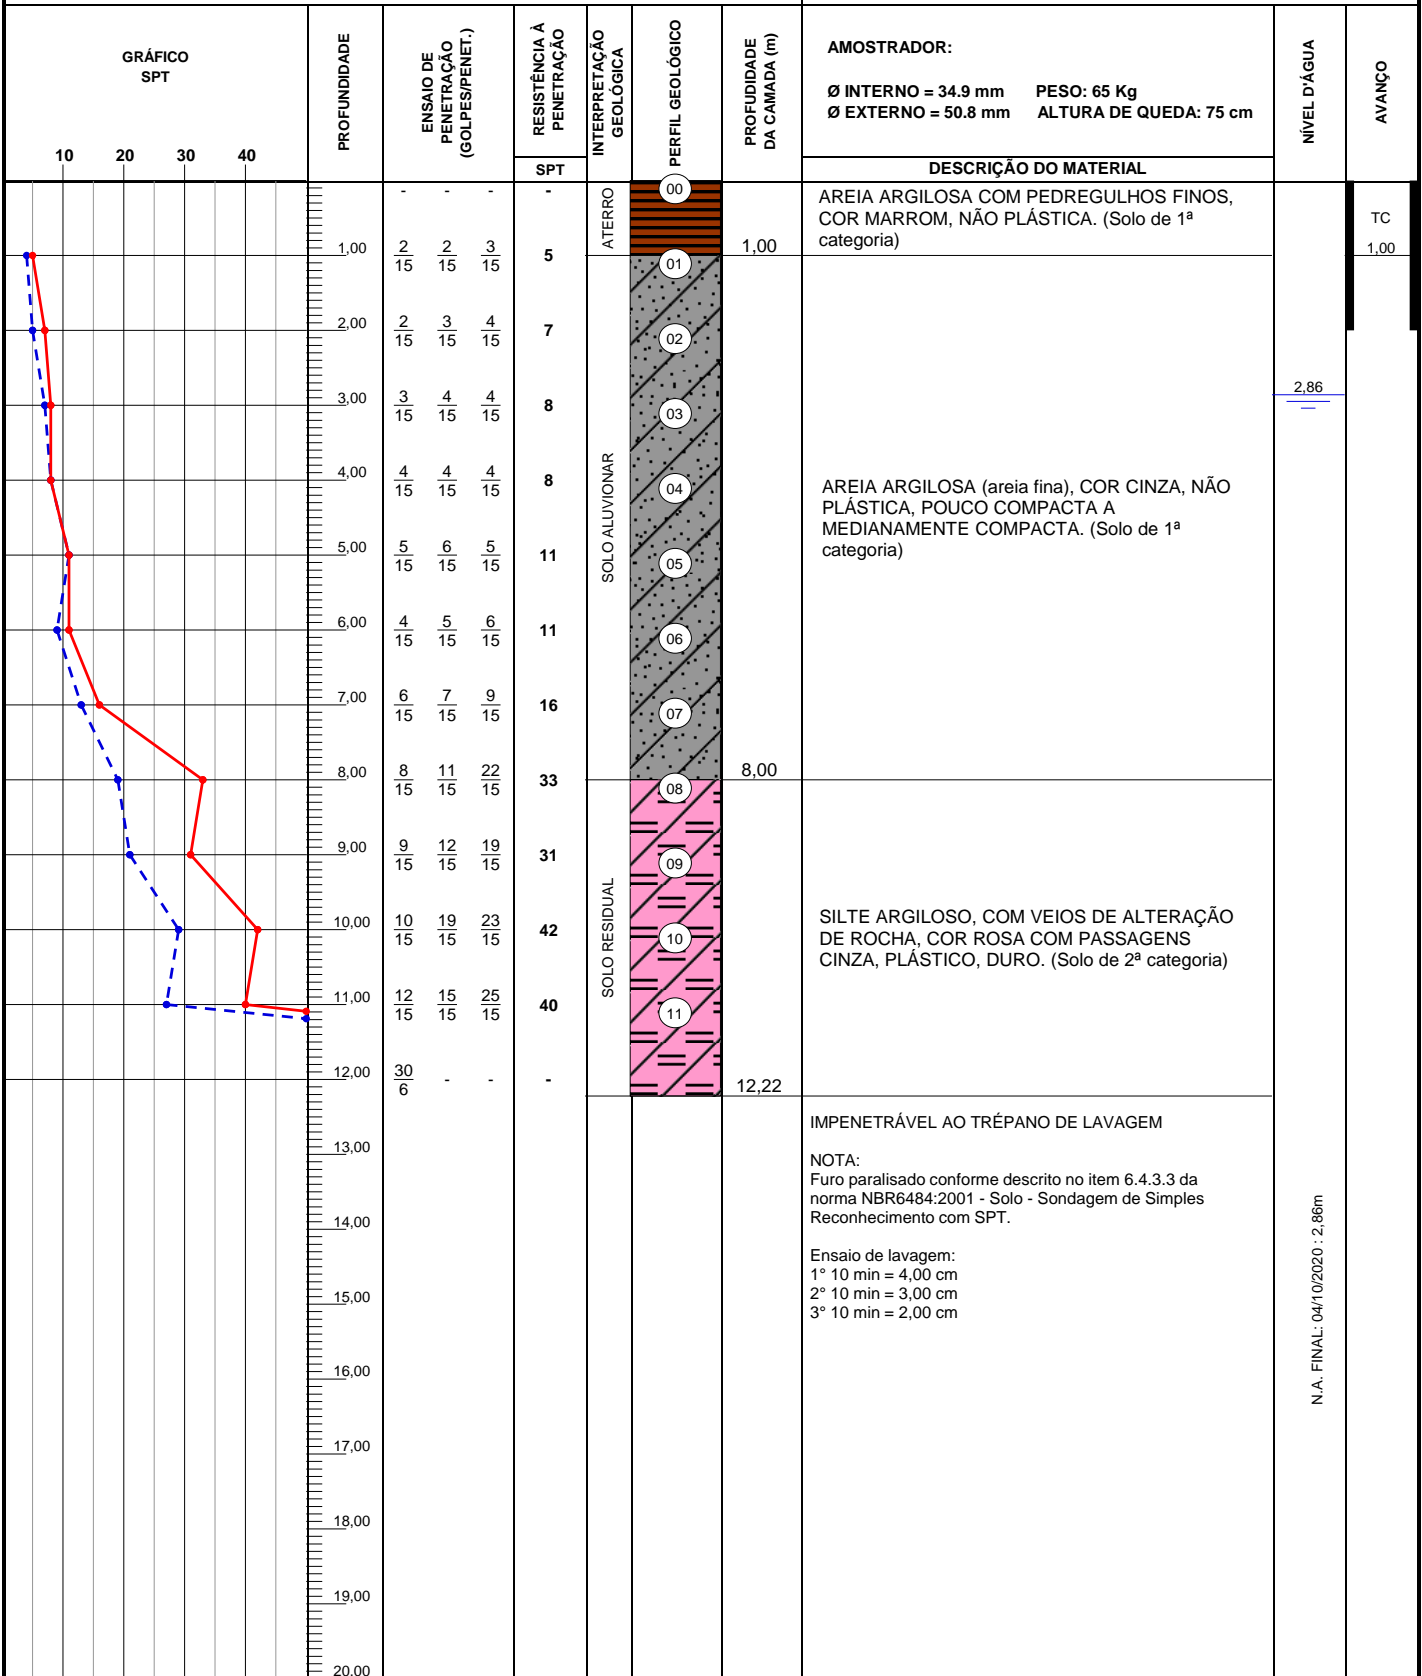 GRÁFICO
SPT
10 20 30 40
PROFUNDIDADE
ENSAIO DE
PENETRAÇÃO
(GOLPES/PENET.)
RESISTÊNCIA À
PENETRAÇÃO
SPT
INTERPRETAÇÃO
GEOLÓGICA
PERFIL GEOLÓGICO
PROFUDIDADE
DA CAMADA (m)
AMOSTRADOR:
Ø INTERNO = 34.9 mm PESO: 65 Kg
Ø EXTERNO = 50.8 mm ALTURA DE QUEDA: 75 cm
DESCRIÇÃO DO MATERIAL
NÍVEL D'ÁGUA
AVANÇO
- - - -
00
ATERRO
AREIA ARGILOSA COM PEDREGULHOS FINOS,
COR MARROM, NÃO PLÁSTICA. (Solo de 1ª
categoria)
TC
1,00
1,00 2/15 2/15 3/15 5
1,00
01
2,00 2/15 3/15 4/15 7
02
3,00 3/15 4/15 4/15 8
03
2,86
4,00 4/15 4/15 4/15 8
04
SOLO ALUVIONAR
AREIA ARGILOSA (areia fina), COR CINZA, NÃO
PLÁSTICA, POUCO COMPACTA A
MEDIANAMENTE COMPACTA. (Solo de 1ª
categoria)
5,00 5/15 6/15 5/15 11
05
6,00 4/15 5/15 6/15 11
06
7,00 6/15 7/15 9/15 16
07
8,00 8/15 11/15 22/15 33
8,00
08
9,00 9/15 12/15 19/15 31
09
10,00 10/15 19/15 23/15 42
10
SOLO RESIDUAL
SILTE ARGILOSO, COM VEIOS DE ALTERAÇÃO
DE ROCHA, COR ROSA COM PASSAGENS
CINZA, PLÁSTICO, DURO. (Solo de 2ª categoria)
11,00 12/15 15/15 25/15 40
11
12,00 30/6 - - -
12,22
IMPENETRÁVEL AO TRÉPANO DE LAVAGEM
NOTA:
Furo paralisado conforme descrito no item 6.4.3.3 da
norma NBR6484:2001 - Solo - Sondagem de Simples
Reconhecimento com SPT.
Ensaio de lavagem:
1° 10 min = 4,00 cm
2° 10 min = 3,00 cm
3° 10 min = 2,00 cm
13,00
14,00
15,00
16,00
17,00
18,00
19,00
20,00
N.A. FINAL: 04/10/2020 : 2,86m